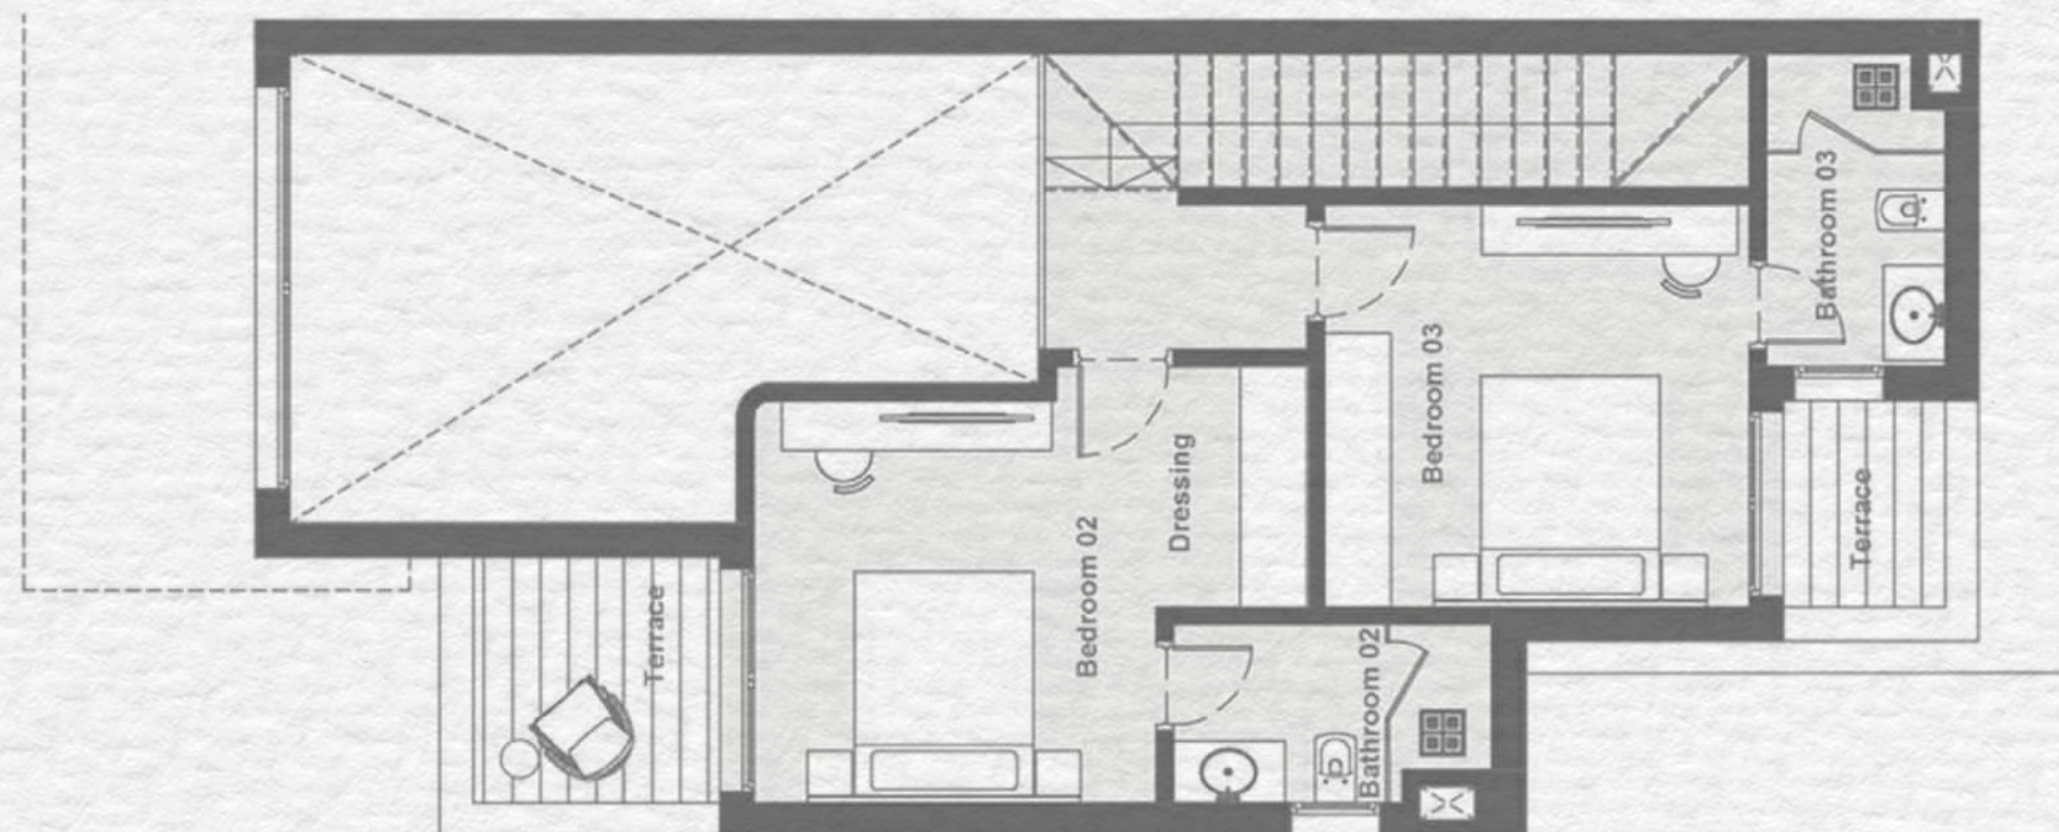 Bathroom 03
Bedroom 03
Terrace
Dressing
Bedroom 02
Terrace
Bathroom 02